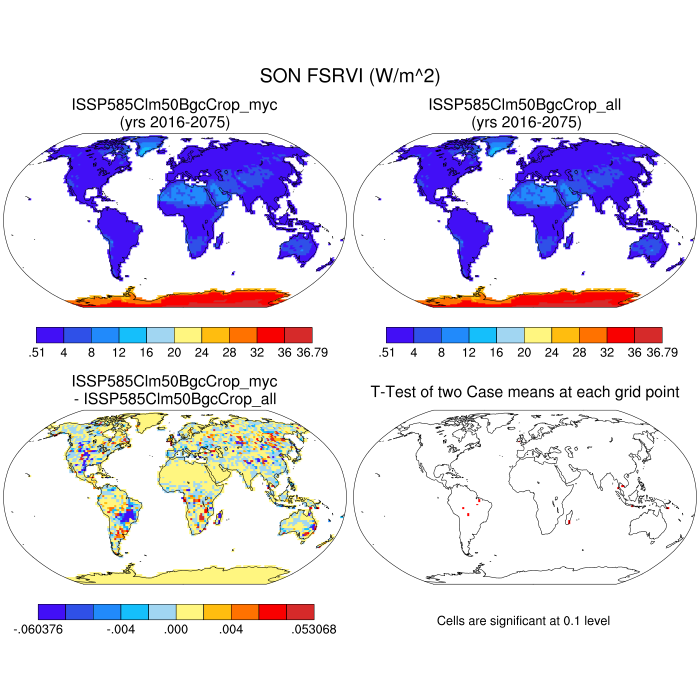 SON FSRVI (W/m^2)
ISSP585Clm50BgcCrop_myc
(yrs 2016-2075)
ISSP585Clm50BgcCrop_all
(yrs 2016-2075)
.51 4 8 12 16 20 24 28 32 36 36.79
.51 4 8 12 16 20 24 28 32 36 36.79
ISSP585Clm50BgcCrop_myc
- ISSP585Clm50BgcCrop_all
T-Test of two Case means at each grid point
-.060376 -.004 .000 .004 .053068
Cells are significant at 0.1 level